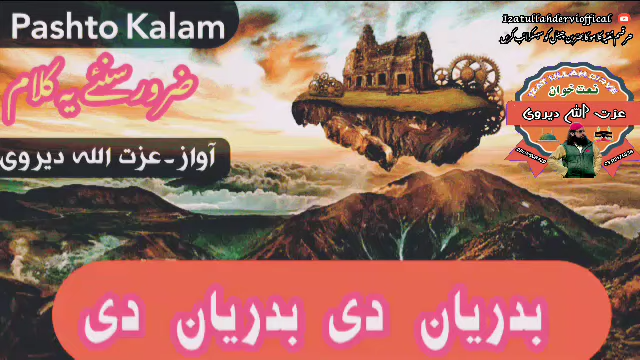 Pashto Kalam
Izatullahdervioffical
ضرور سنئے یہ کلام
نعت خوان
عزت اللہ دیروی
آواز-عزت اللہ دیروی
بدریان دی بدریان دی